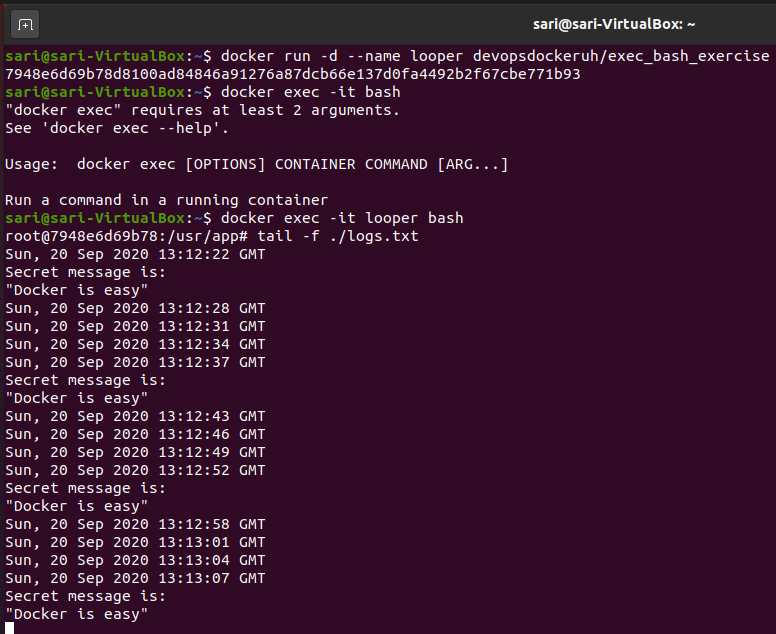 sari@sari-VirtualBox: ~
sari@sari-VirtualBox:~$ docker run -d --name looper devopsdockeruh/exec_bash_exercise
7948e6d69b78d8100ad84846a91276a87dcb66e137d0fa4492b2f67cbe771b93
sari@sari-VirtualBox:~$ docker exec -it bash
"docker exec" requires at least 2 arguments.
See 'docker exec --help'.

Usage:  docker exec [OPTIONS] CONTAINER COMMAND [ARG...]

Run a command in a running container
sari@sari-VirtualBox:~$ docker exec -it looper bash
root@7948e6d69b78:/usr/app# tail -f ./logs.txt
Sun, 20 Sep 2020 13:12:22 GMT
Secret message is:
"Docker is easy"
Sun, 20 Sep 2020 13:12:28 GMT
Sun, 20 Sep 2020 13:12:31 GMT
Sun, 20 Sep 2020 13:12:34 GMT
Sun, 20 Sep 2020 13:12:37 GMT
Secret message is:
"Docker is easy"
Sun, 20 Sep 2020 13:12:43 GMT
Sun, 20 Sep 2020 13:12:46 GMT
Sun, 20 Sep 2020 13:12:49 GMT
Sun, 20 Sep 2020 13:12:52 GMT
Secret message is:
"Docker is easy"
Sun, 20 Sep 2020 13:12:58 GMT
Sun, 20 Sep 2020 13:13:01 GMT
Sun, 20 Sep 2020 13:13:04 GMT
Sun, 20 Sep 2020 13:13:07 GMT
Secret message is:
"Docker is easy"